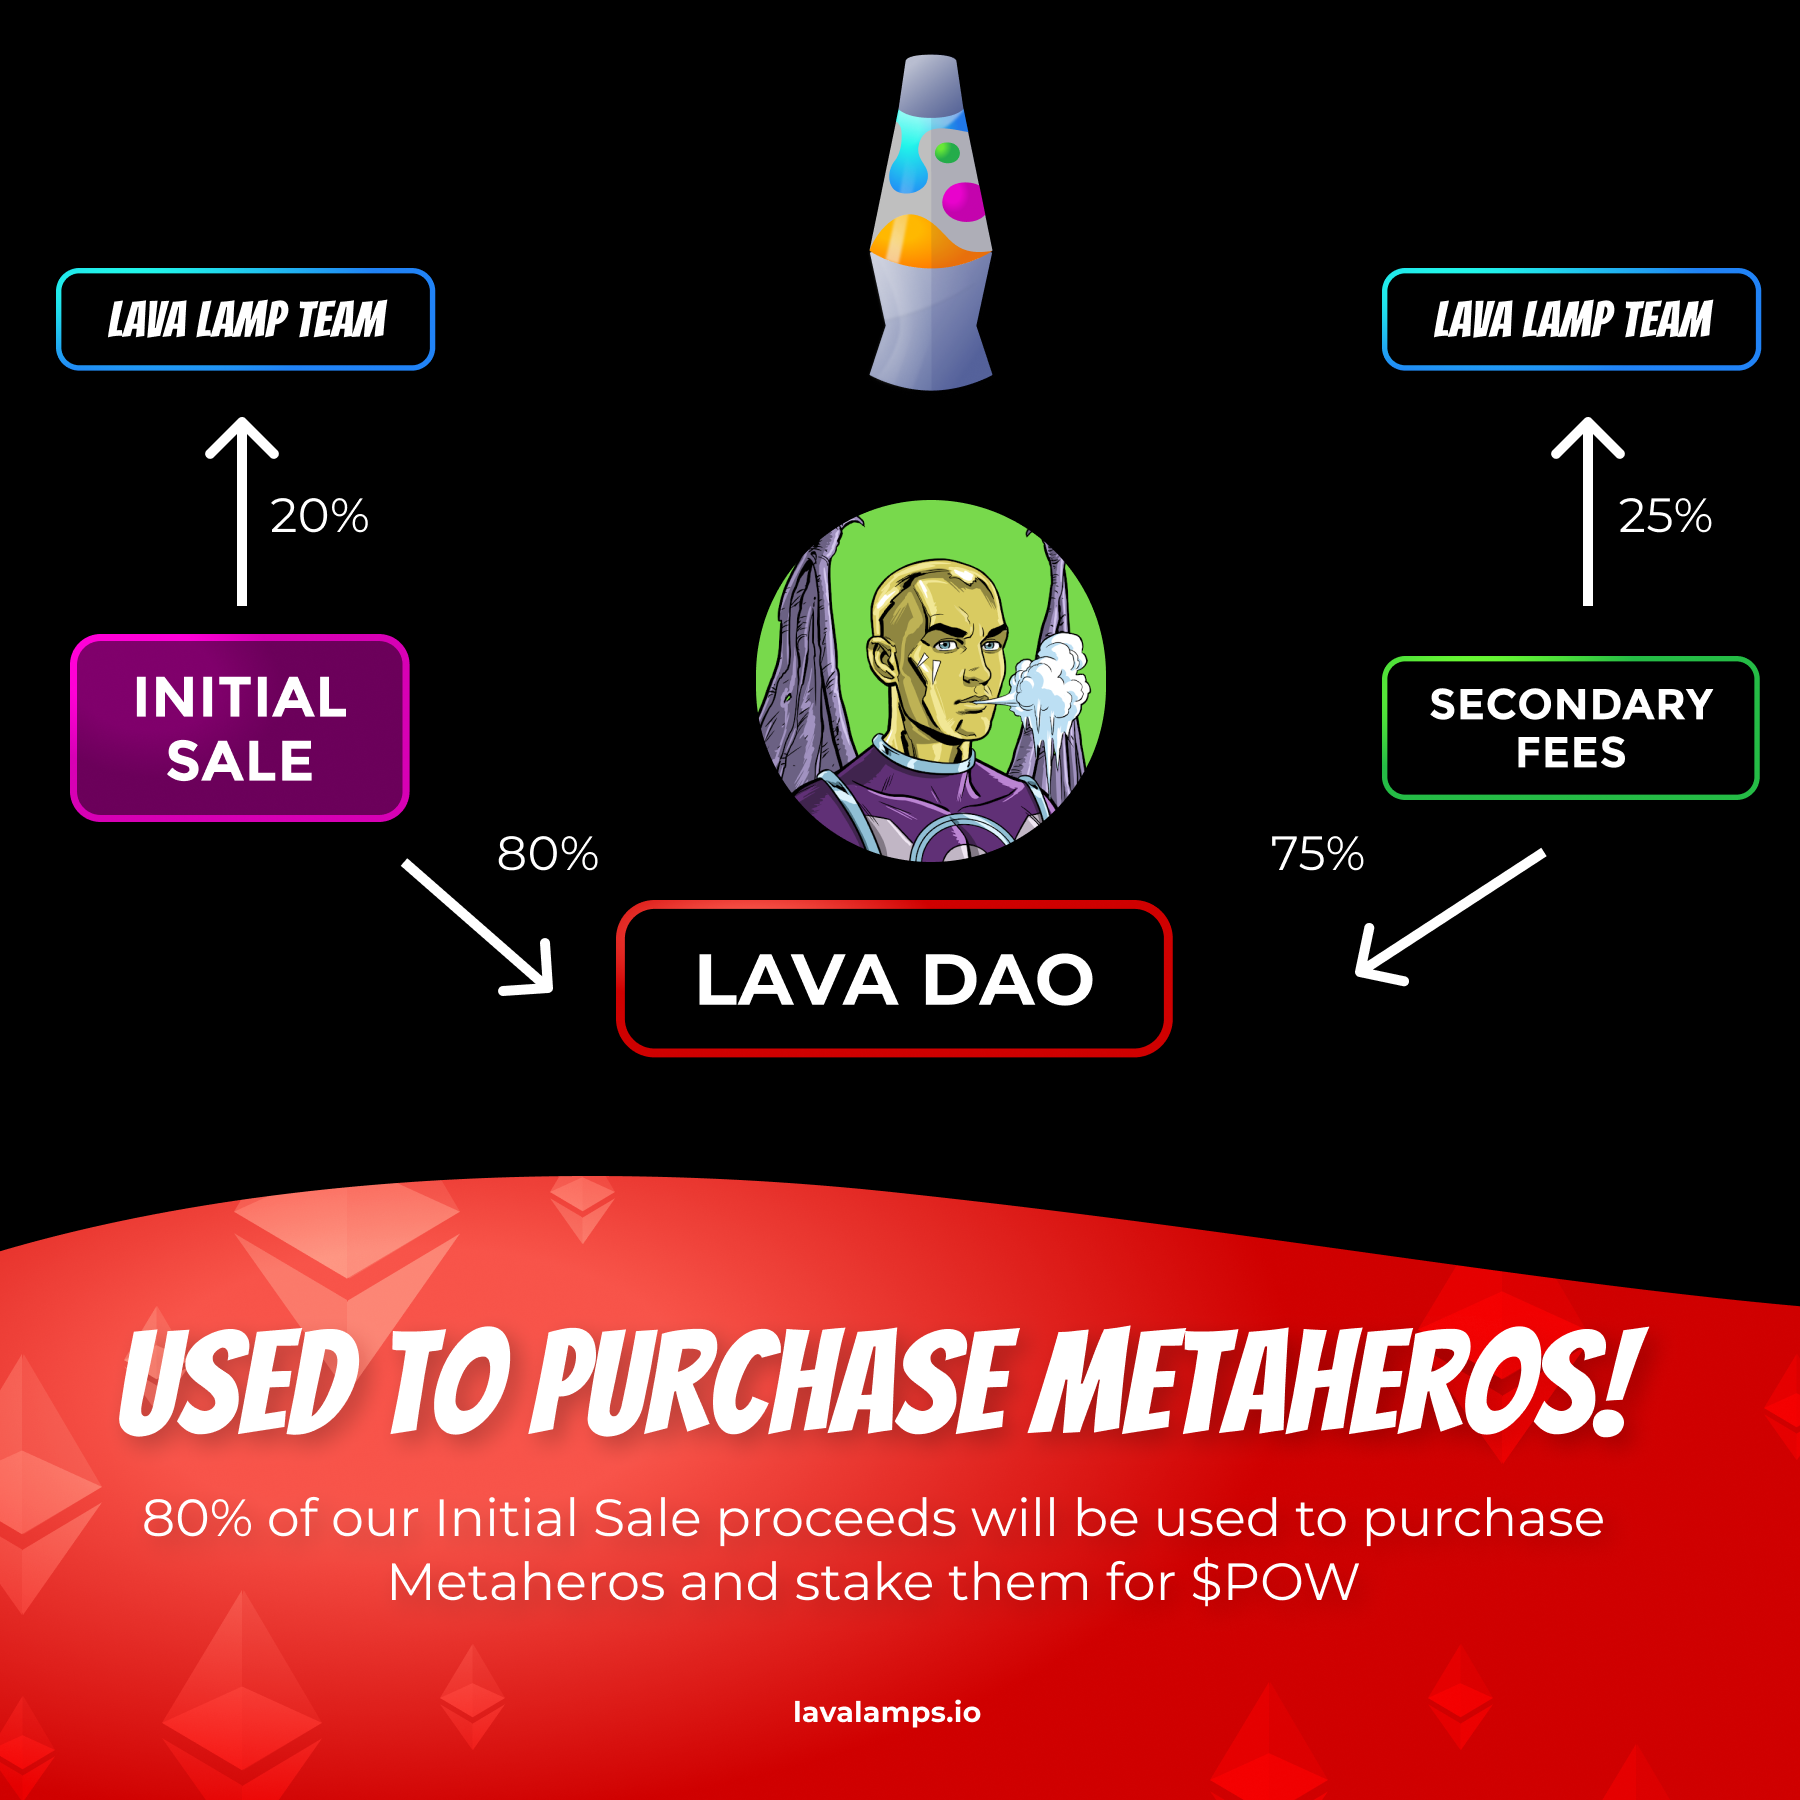 LAVA LAMP TEAM
LAVA LAMP TEAM
20%
25%
INITIAL
SALE
SECONDARY
FEES
80%
75%
LAVA DAO
USED TO PURCHASE METAHEROS!
80% of our Initial Sale proceeds will be used to purchase
Metaheros and stake them for $POW
lavalamps.io